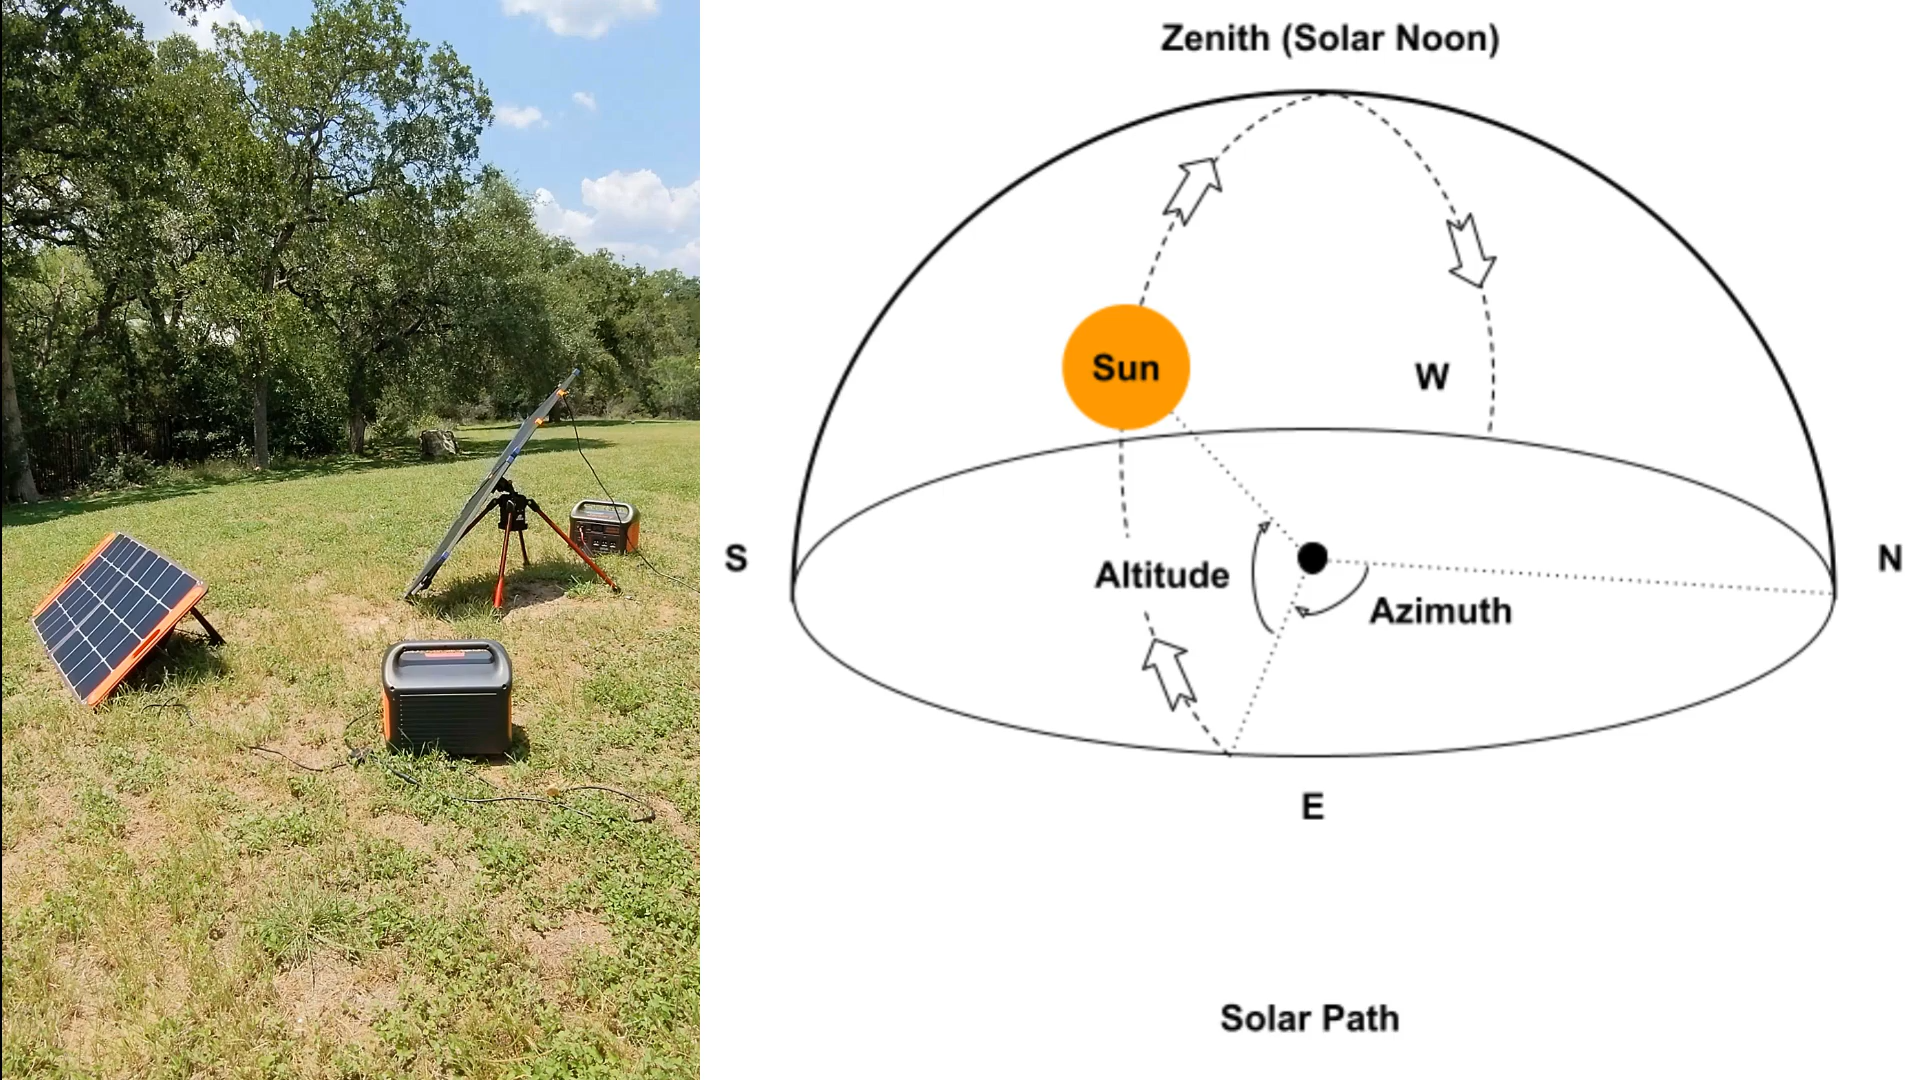 Zenith (Solar Noon)
Sun
W
S
N
Altitude
Azimuth
E
Solar Path